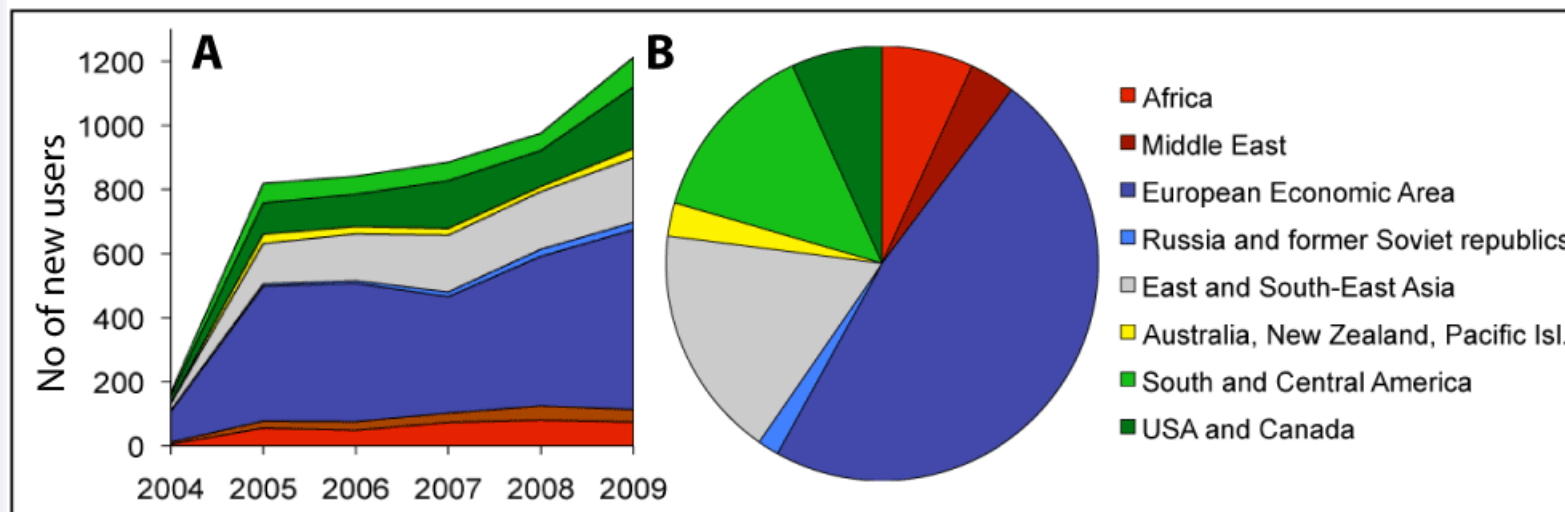 A
B
No of new users
1200
1000
800
600
400
200
0
2004 2005 2006 2007 2008 2009
Africa
Middle East
European Economic Area
Russia and former Soviet republics
East and South-East Asia
Australia, New Zealand, Pacific Isl.
South and Central America
USA and Canada